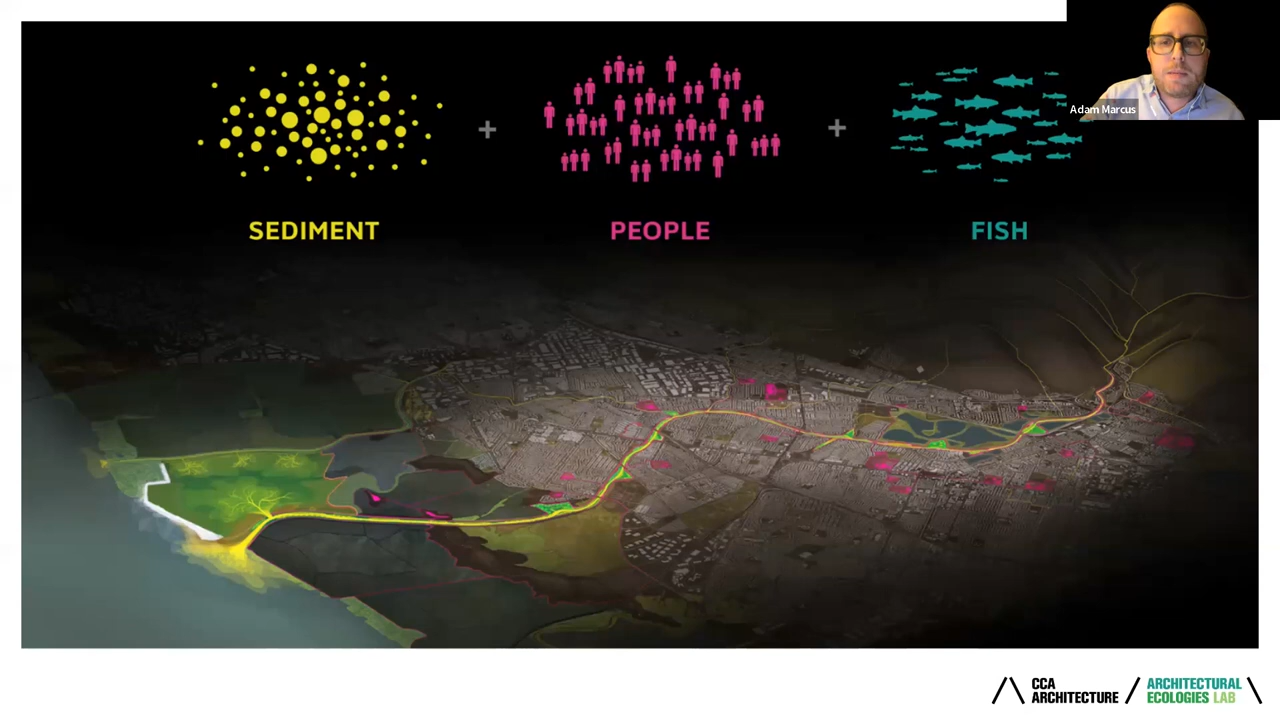 Adam Marcus
+
+
SEDIMENT
PEOPLE
FISH
CCA
ARCHITECTURE
ARCHITECTURAL
ECOLOGIES LAB